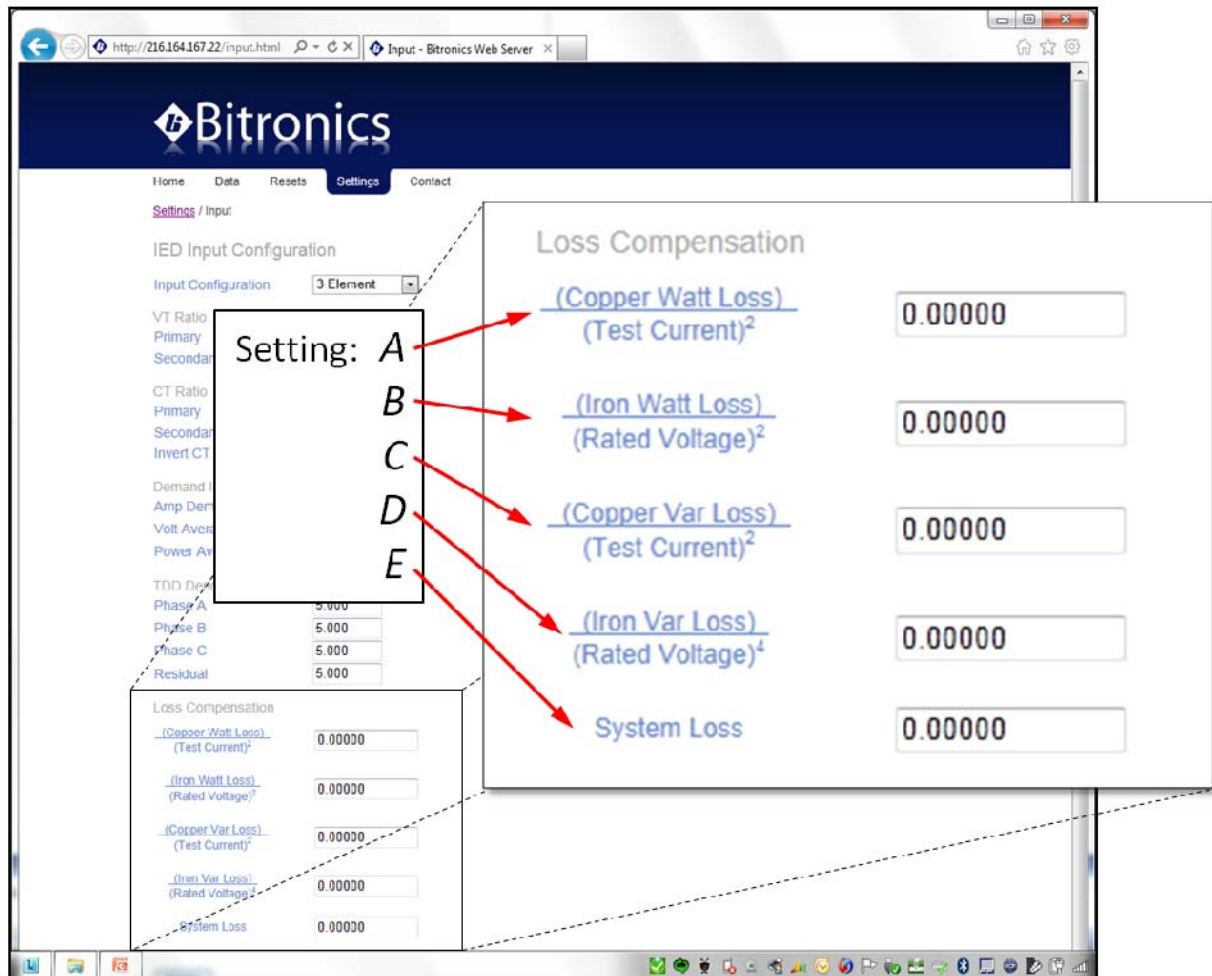 http://216.164.167.22/input.html
Input - Bitronics Web Server
Bitronics
Home Data Resets Settings Contact
Settings / Input
IED Input Configuration
Input Configuration 3 Element
VT Ratio
Primary
Secondar
CT Ratio
Primary
Secondar
Invert CT
Demand I
Amp Dem
Volt Avera
Power Av
TDD Den
Phase A 5.000
Phase B 5.000
Phase C 5.000
Residual 5.000
Loss Compensation
(Copper Watt Loss)
(Test Current)² 0.00000
(Iron Watt Loss)
(Rated Voltage)² 0.00000
(Copper Var Loss)
(Test Current)² 0.00000
(Iron Var Loss)
(Rated Voltage)⁴ 0.00000
System Loss 0.00000
Setting: A
B
C
D
E
Loss Compensation
(Copper Watt Loss)
(Test Current)² 0.00000
(Iron Watt Loss)
(Rated Voltage)² 0.00000
(Copper Var Loss)
(Test Current)² 0.00000
(Iron Var Loss)
(Rated Voltage)⁴ 0.00000
System Loss 0.00000